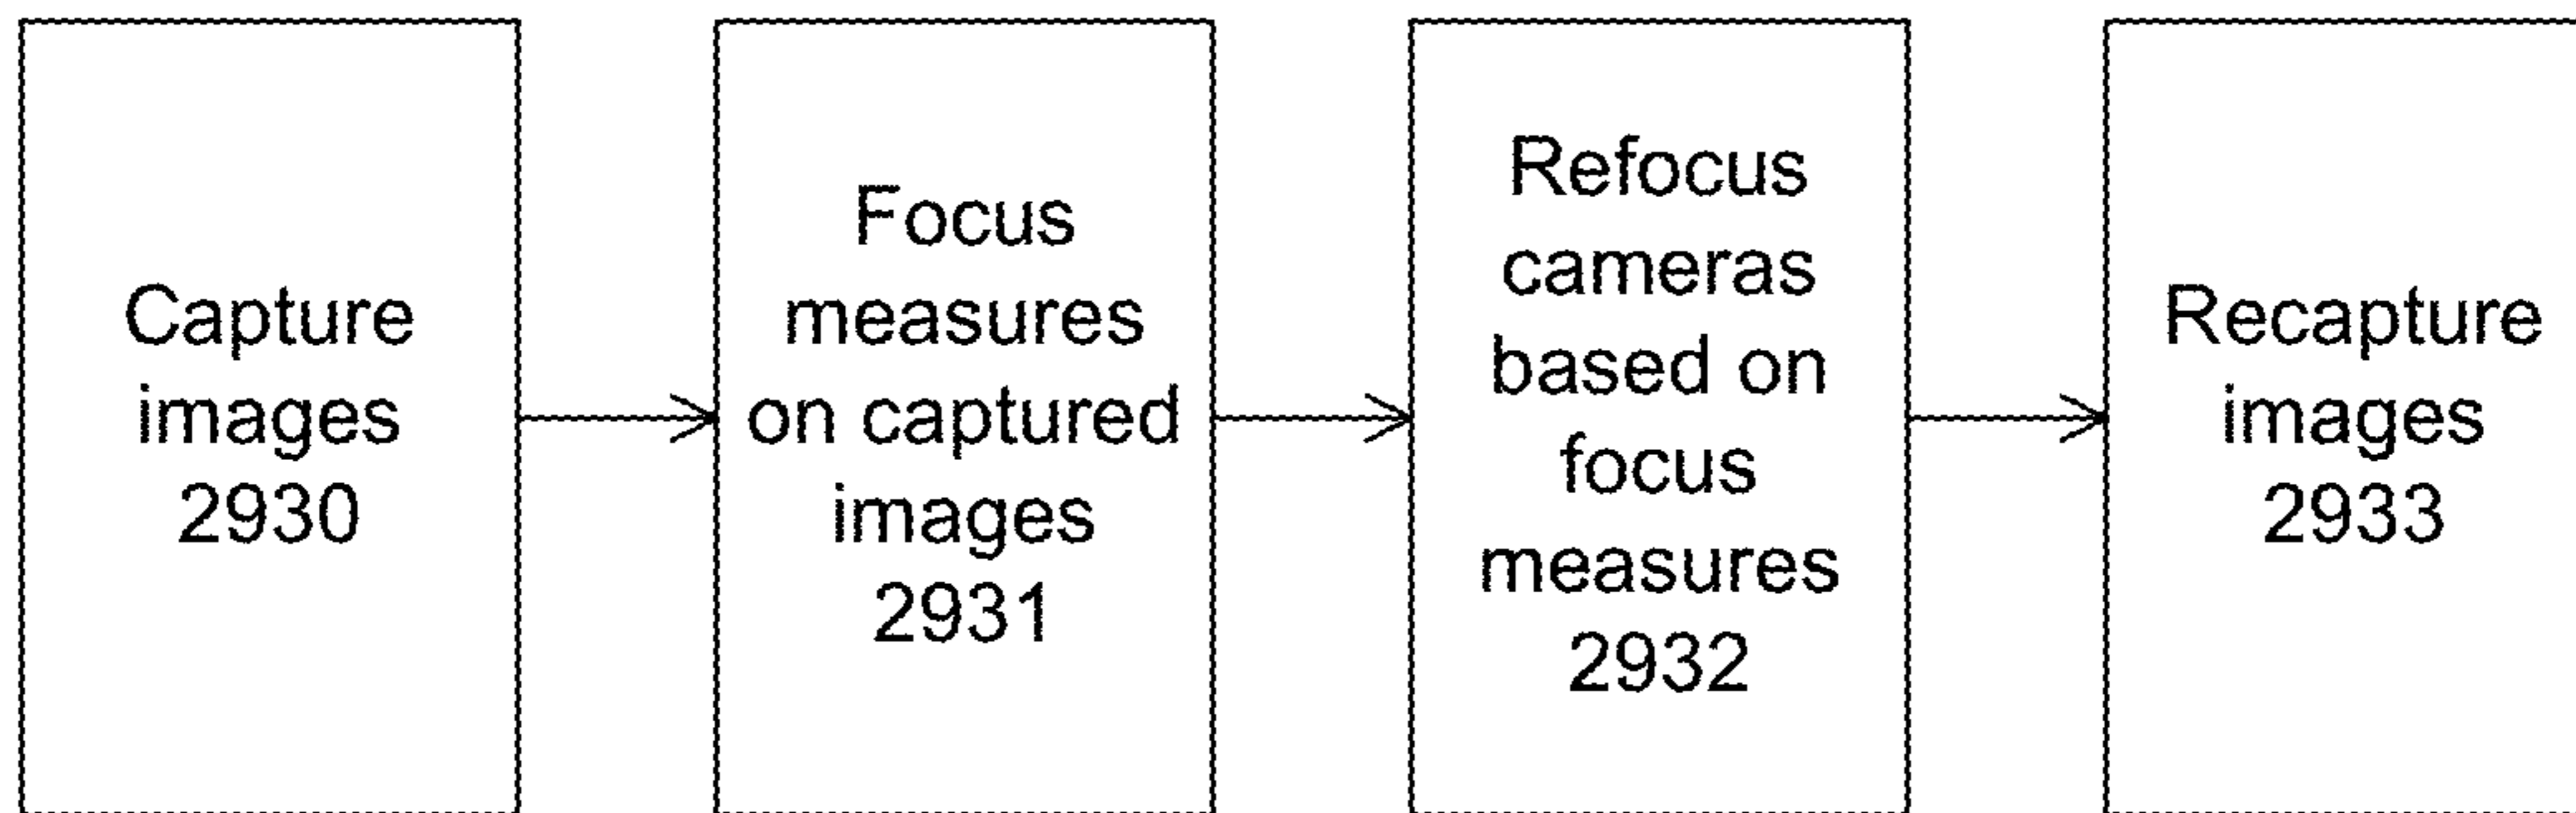 Capture
images
2930
Focus
measures
on captured
images
2931
Refocus
cameras
based on
focus
measures
2932
Recapture
images
2933